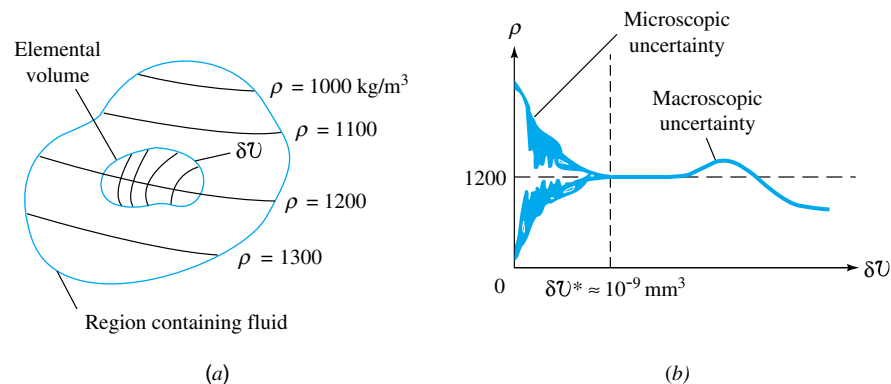 Elemental
volume
ρ = 1000 kg/m³
ρ = 1100
δ𝒱
ρ = 1200
ρ = 1300
Region containing fluid
(a)
ρ
Microscopic
uncertainty
Macroscopic
uncertainty
1200
0
δ𝒱* ≈ 10⁻⁹ mm³
δ𝒱
(b)